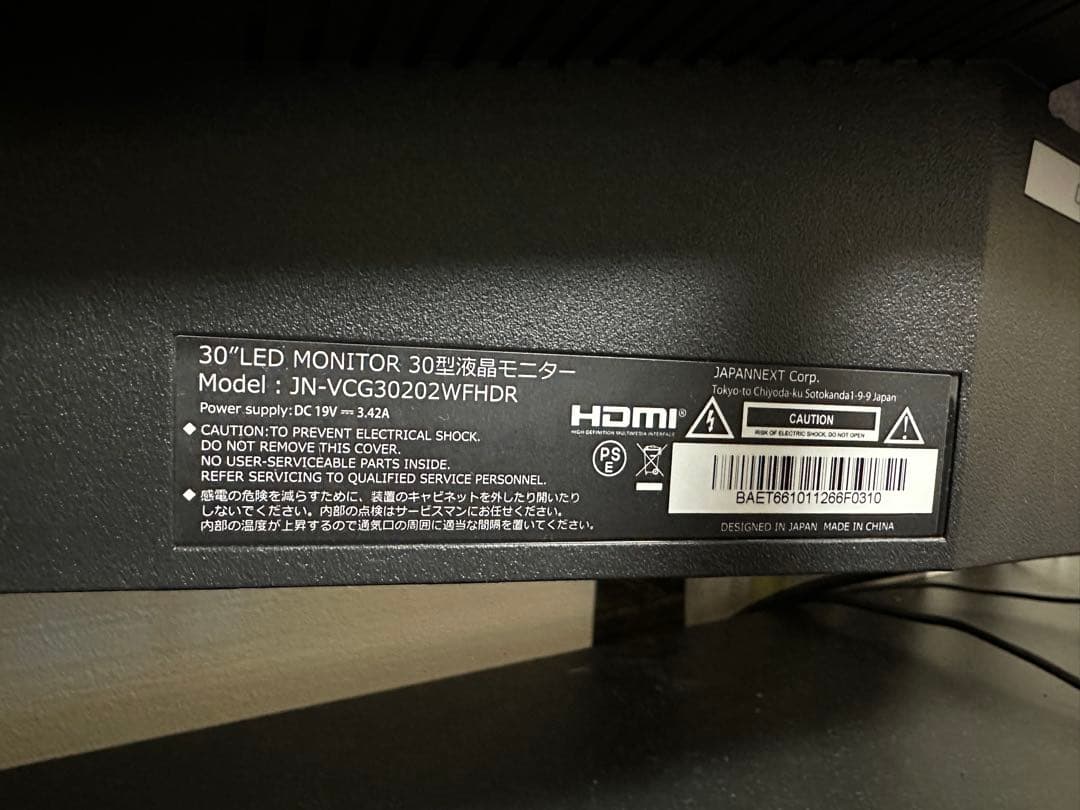 30"LED MONITOR 30型液晶モニター
Model : JN-VCG30202WFHDR
Power supply: DC 19V ⎓ 3.42A
◆ CAUTION: TO PREVENT ELECTRICAL SHOCK.
DO NOT REMOVE THIS COVER.
NO USER-SERVICEABLE PARTS INSIDE.
REFER SERVICING TO QUALIFIED SERVICE PERSONNEL.
◆ 感電の危険を減らすために、装置のキャビネットを外したり開いたり
しないでください。内部の点検はサービスマンにお任せください。
内部の温度が上昇するので通気口の周囲に適当な間隔を置いてください。
HDMI®
HIGH-DEFINITION MULTIMEDIA INTERFACE
PS
E
JAPANNEXT Corp.
Tokyo-to Chiyoda-ku Sotokanda1-9-9 Japan
CAUTION
RISK OF ELECTRIC SHOCK, DO NOT OPEN
BAET661011266F0310
DESIGNED IN JAPAN MADE IN CHINA